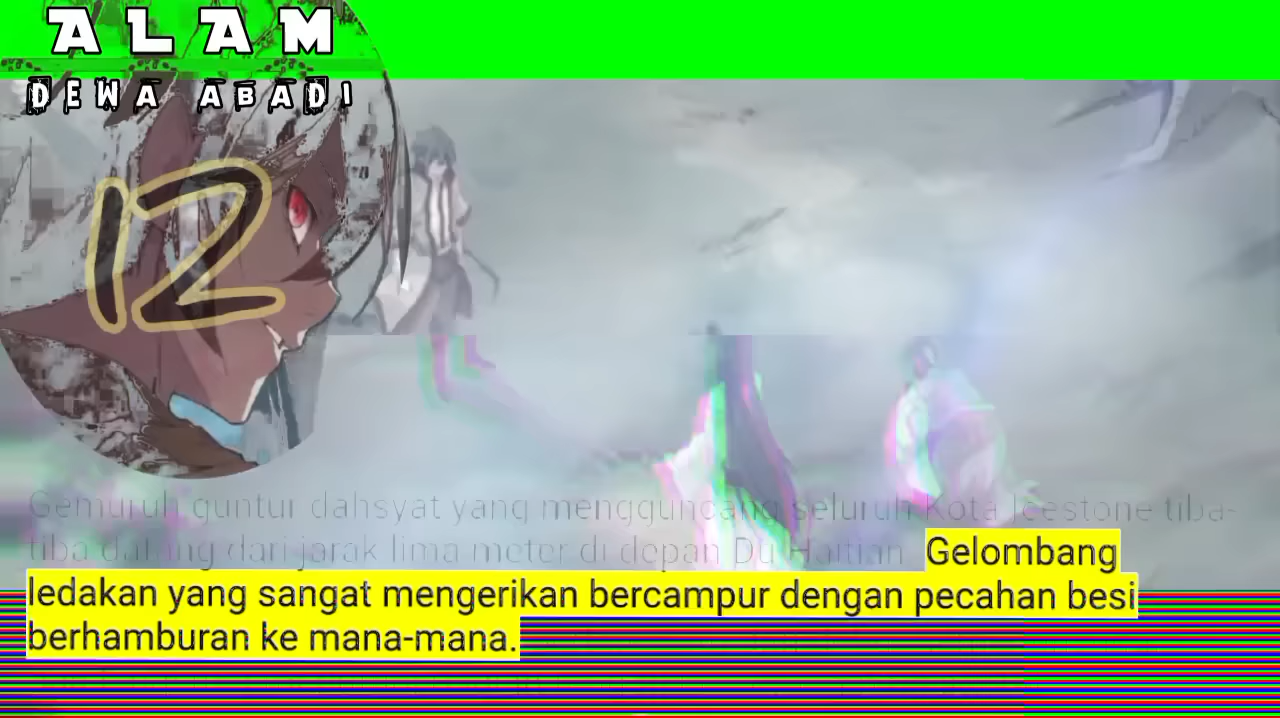 ALAM
DEWA ABADI
12
Gemuruh guntur dahsyat yang mengguncang seluruh Kota Icestone tiba-
tiba datang dari jarak lima meter di depan Du Haitian. Gelombang
ledakan yang sangat mengerikan bercampur dengan pecahan besi
berhamburan ke mana-mana.